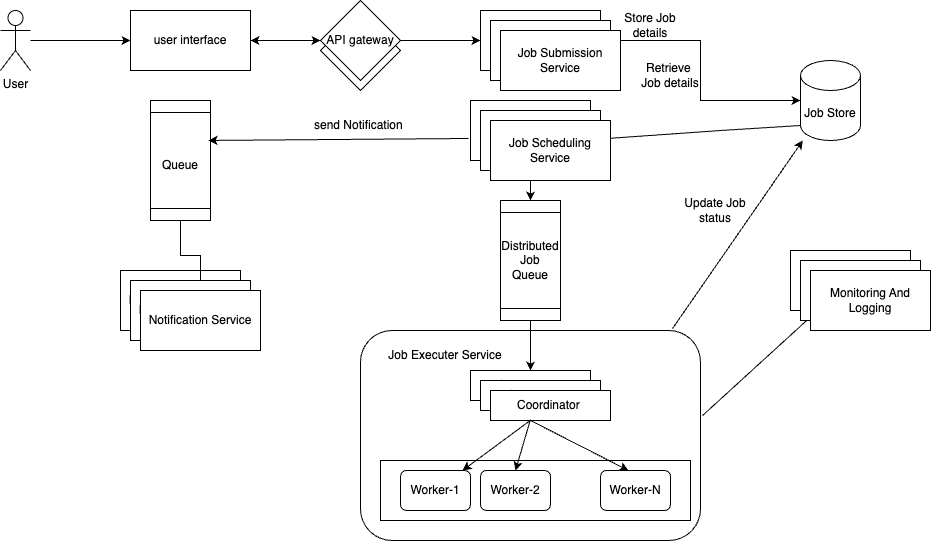 User
user interface
API gateway
Job Submission
Service
Store Job
details
Retrieve
Job details
Job Store
send Notification
Queue
Job Scheduling
Service
Distributed
Job
Queue
Update Job
status
Monitoring And
Logging
Notification Service
Job Executer Service
Coordinator
Worker-1
Worker-2
Worker-N